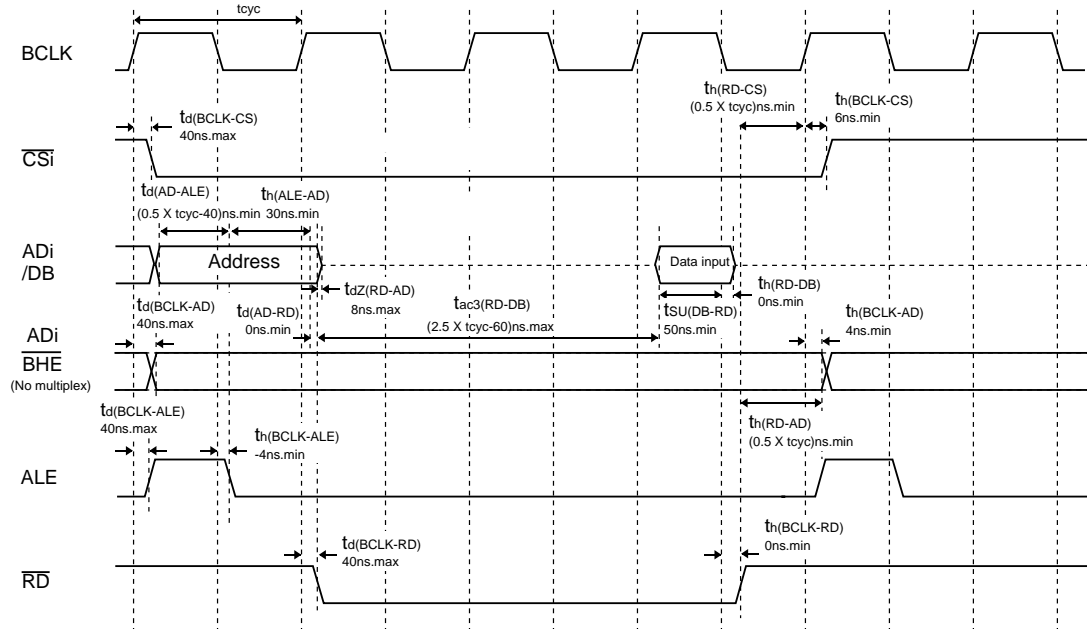 tcyc
BCLK
td(BCLK-CS)
40ns.max
th(RD-CS)
(0.5 X tcyc)ns.min
th(BCLK-CS)
6ns.min
CSi
td(AD-ALE)
(0.5 X tcyc-40)ns.min
th(ALE-AD)
30ns.min
ADi
/DB
Address
Data input
td(BCLK-AD)
40ns.max
td(AD-RD)
0ns.min
tdZ(RD-AD)
8ns.max
tac3(RD-DB)
(2.5 X tcyc-60)ns.max
tSU(DB-RD)
50ns.min
th(RD-DB)
0ns.min
th(BCLK-AD)
4ns.min
ADi
BHE
(No multiplex)
td(BCLK-ALE)
40ns.max
th(BCLK-ALE)
-4ns.min
th(RD-AD)
(0.5 X tcyc)ns.min
ALE
td(BCLK-RD)
40ns.max
th(BCLK-RD)
0ns.min
RD